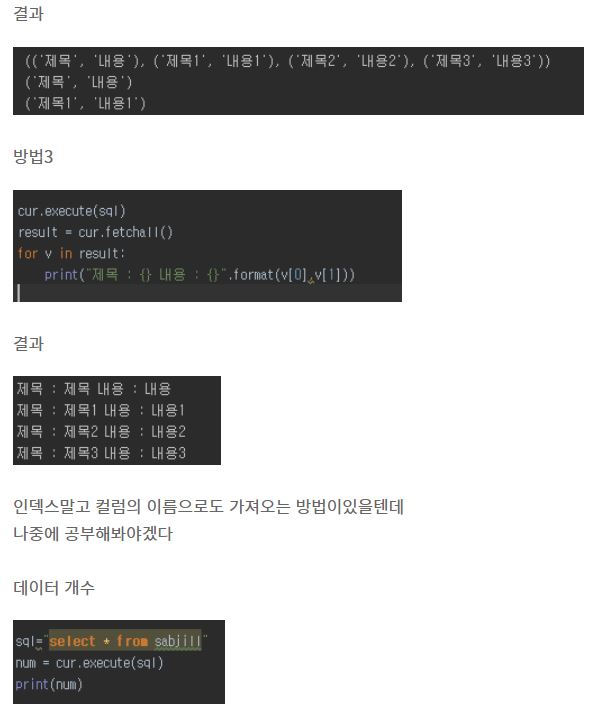 결과
(('제목', '내용'), ('제목1', '내용1'), ('제목2', '내용2'), ('제목3', '내용3'))
('제목', '내용')
('제목1', '내용1')
방법3
cur.execute(sql)
result = cur.fetchall()
for v in result:
    print("제목 : {} 내용 : {}".format(v[0],v[1]))
결과
제목 : 제목 내용 : 내용
제목 : 제목1 내용 : 내용1
제목 : 제목2 내용 : 내용2
제목 : 제목3 내용 : 내용3
인덱스말고 컬럼의 이름으로도 가져오는 방법이있을텐데
나중에 공부해봐야겠다
데이터 개수
sql="select * from sabjill"
num = cur.execute(sql)
print(num)